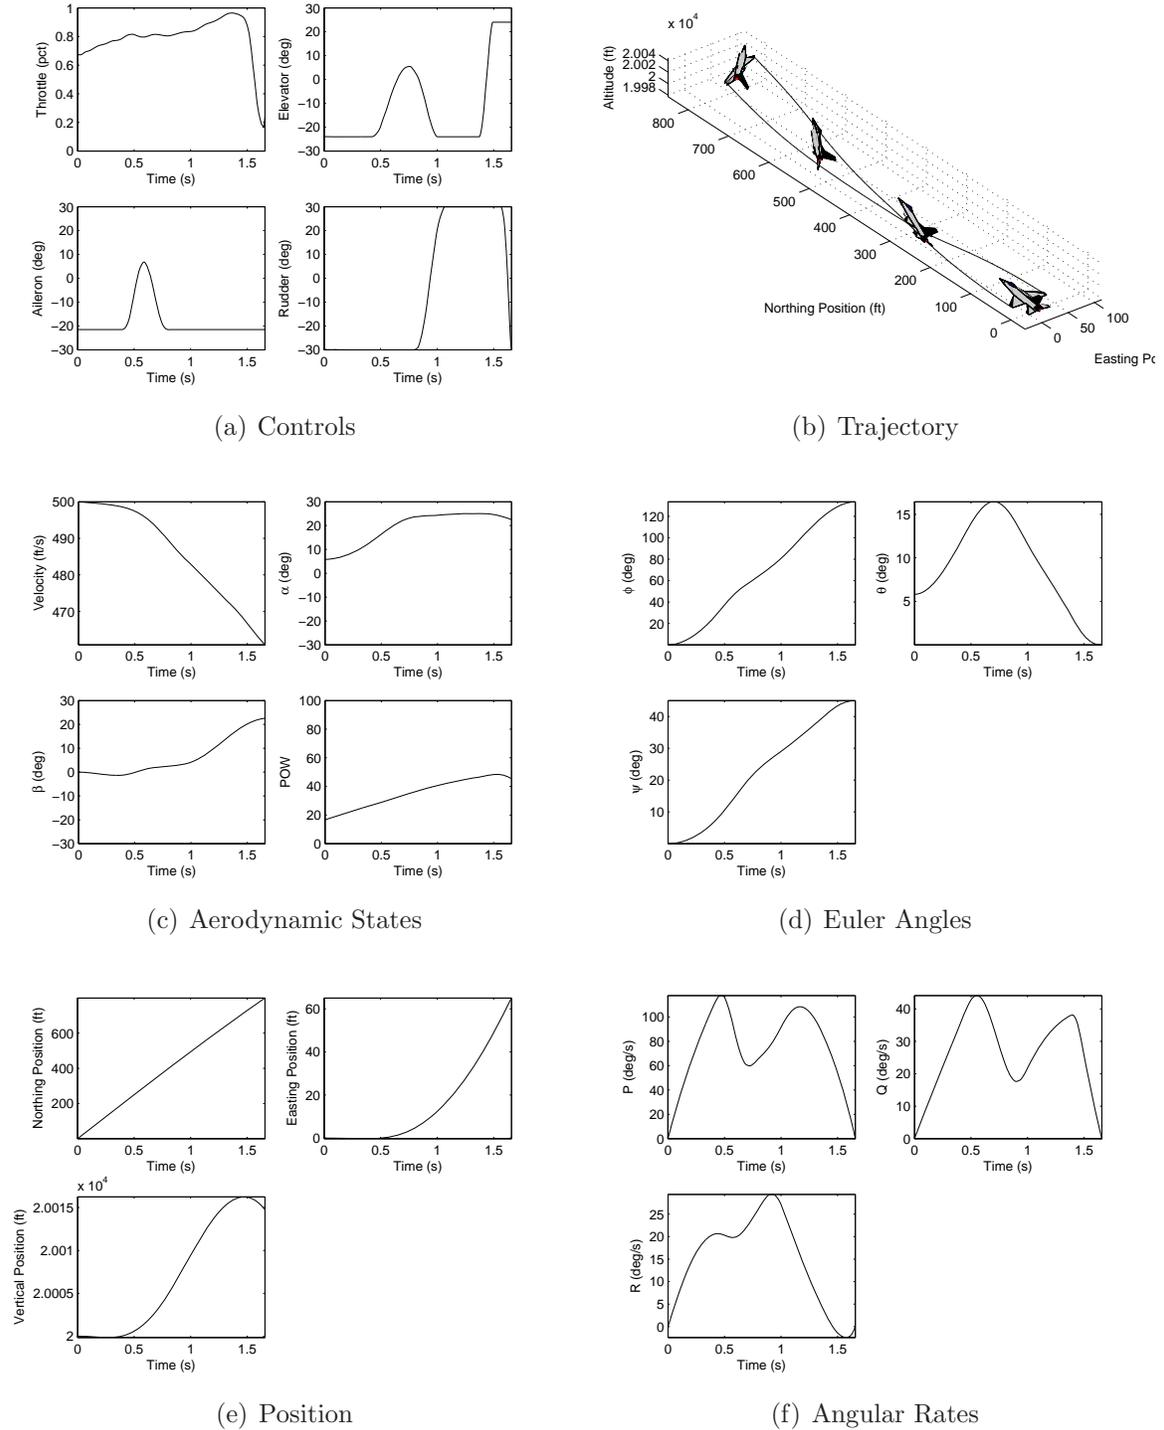 1
0.8
0.6
0.4
0.2
0
Throttle (pct)
0 0.5 1 1.5
Time (s)
30
20
10
0
−10
−20
−30
Elevator (deg)
0 0.5 1 1.5
Time (s)
30
20
10
0
−10
−20
−30
Aileron (deg)
0 0.5 1 1.5
Time (s)
30
20
10
0
−10
−20
−30
Rudder (deg)
0 0.5 1 1.5
Time (s)
(a) Controls
x 10⁴
2.004
2.002
2
1.998
Altitude (ft)
800
700
600
500
400
300
200
100
0
Northing Position (ft)
0
50
100
Easting Po
(b) Trajectory
500
490
480
470
Velocity (ft/s)
0 0.5 1 1.5
Time (s)
30
20
10
0
−10
−20
−30
α (deg)
0 0.5 1 1.5
Time (s)
30
20
10
0
−10
−20
−30
β (deg)
0 0.5 1 1.5
Time (s)
100
80
60
40
20
0
POW
0 0.5 1 1.5
Time (s)
(c) Aerodynamic States
120
100
80
60
40
20
φ (deg)
0 0.5 1 1.5
Time (s)
15
10
5
θ (deg)
0 0.5 1 1.5
Time (s)
40
30
20
10
ψ (deg)
0 0.5 1 1.5
Time (s)
(d) Euler Angles
600
400
200
Northing Position (ft)
0 0.5 1 1.5
Time (s)
60
40
20
0
Easting Position (ft)
0 0.5 1 1.5
Time (s)
x 10⁴
2.0015
2.001
2.0005
2
Vertical Position (ft)
0 0.5 1 1.5
Time (s)
(e) Position
100
80
60
40
20
0
P (deg/s)
0 0.5 1 1.5
Time (s)
40
30
20
10
0
Q (deg/s)
0 0.5 1 1.5
Time (s)
25
20
15
10
5
0
R (deg/s)
0 0.5 1 1.5
Time (s)
(f) Angular Rates